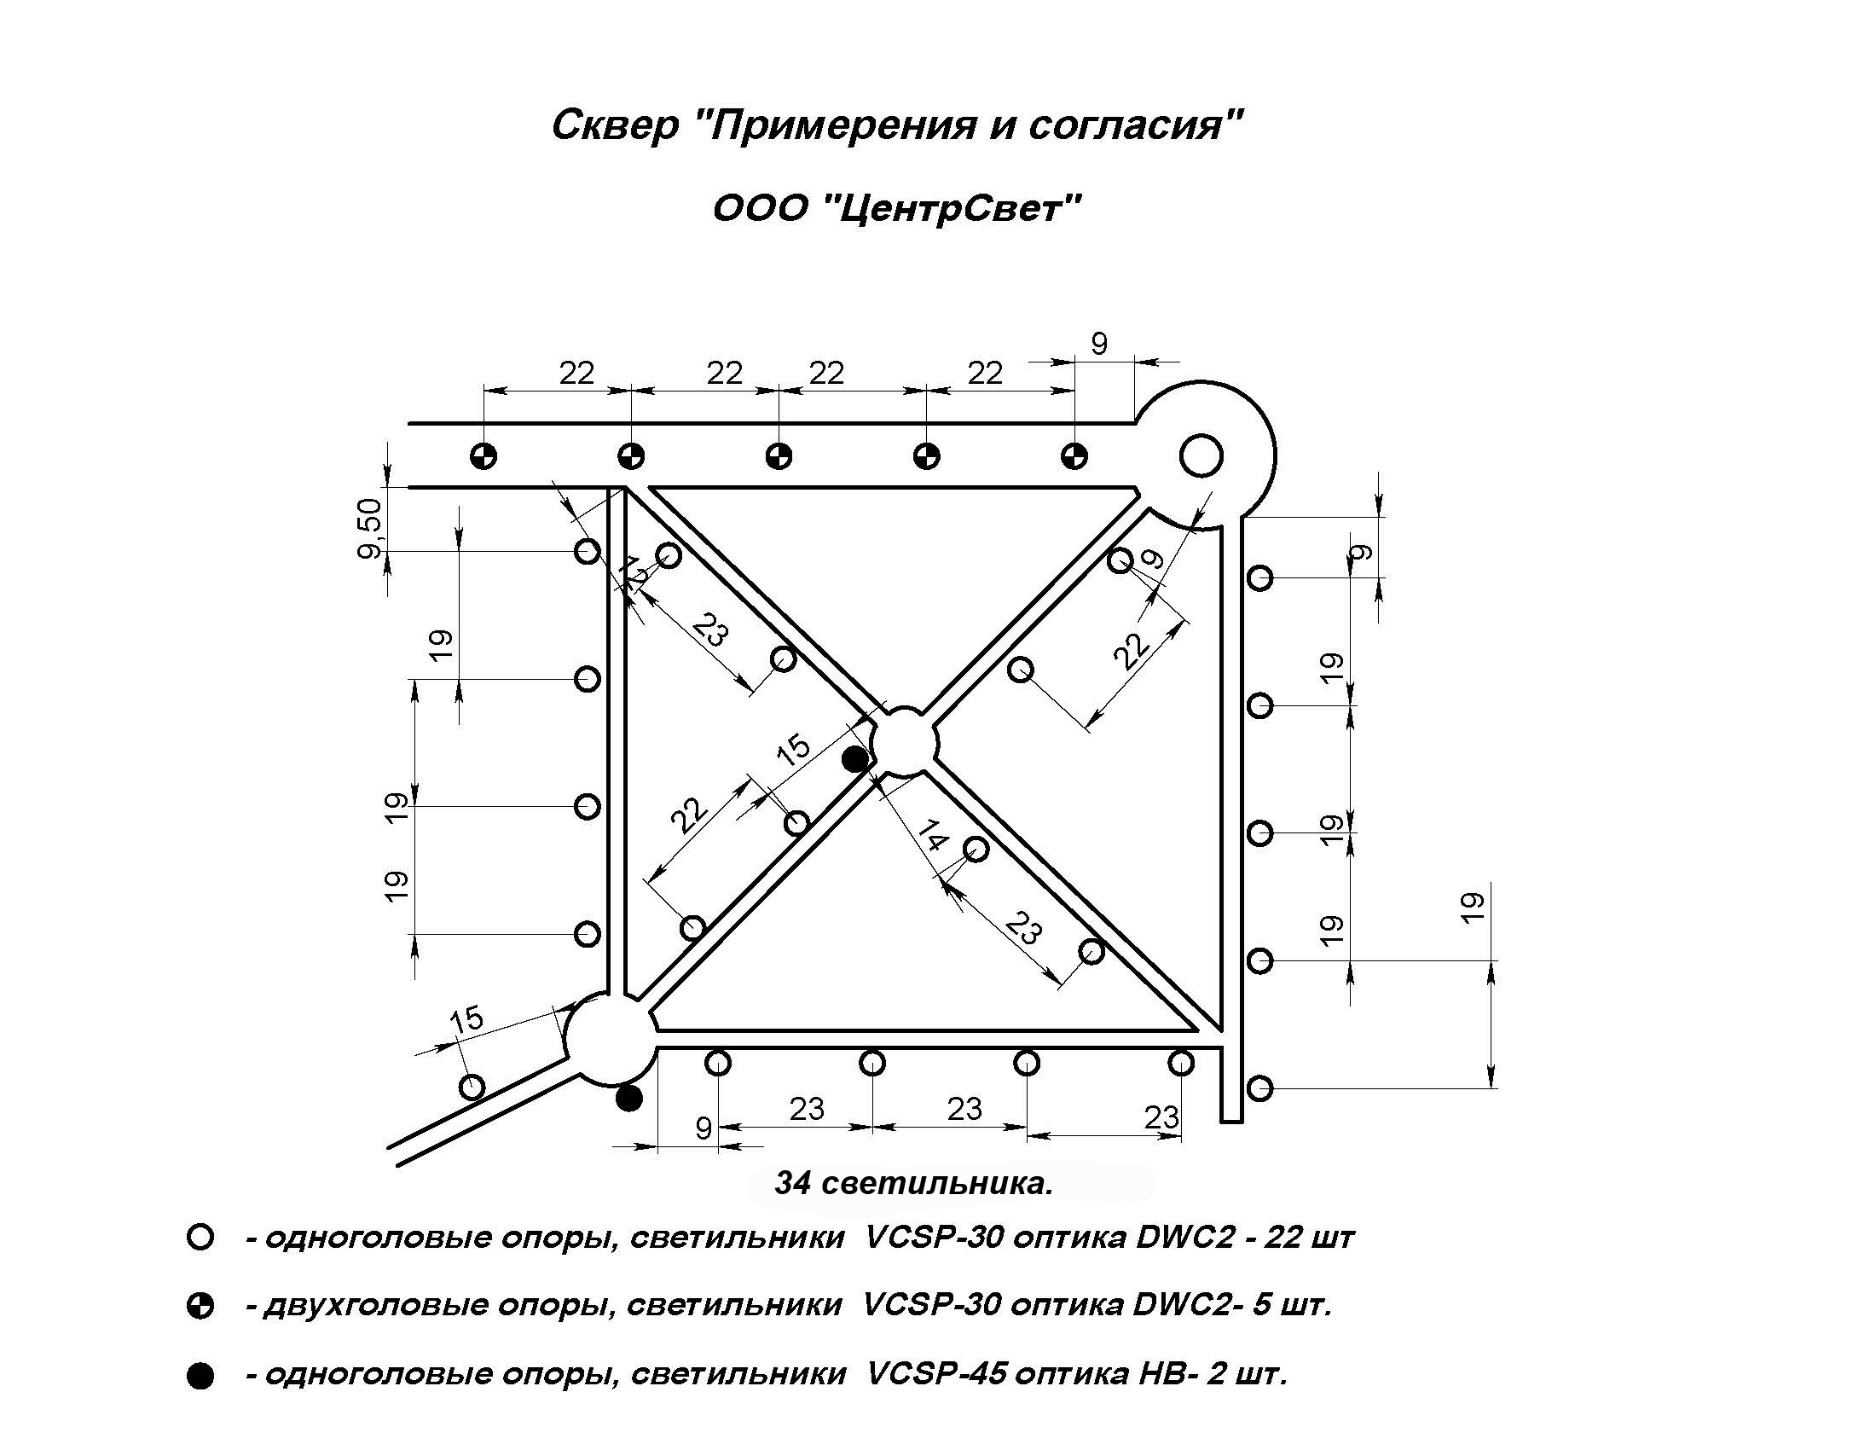 Сквер "Примерения и согласия"
ООО "ЦентрСвет"
9
22 22 22 22
9,50
9
12
9
19
23
22
19
15
19
22
19
14
19
19
23
19
15
23 23 23
9
34 светильника.
- одноголовые опоры, светильники VCSP-30 оптика DWC2 - 22 шт
- двухголовые опоры, светильники VCSP-30 оптика DWC2- 5 шт.
- одноголовые опоры, светильники VCSP-45 оптика HB- 2 шт.